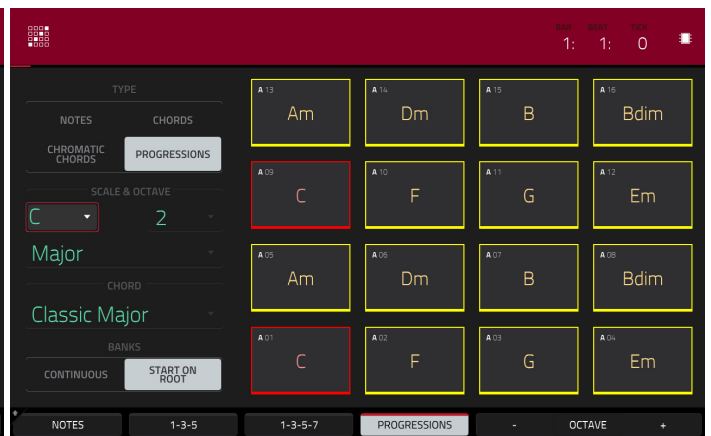 BAR BEAT TICK
1: 1: 0
TYPE
NOTES CHORDS
CHROMATIC
CHORDS
PROGRESSIONS
SCALE & OCTAVE
C 2
Major
CHORD
Classic Major
BANKS
CONTINUOUS
START ON
ROOT
A 13 A 14 A 15 A 16
Am Dm B Bdim
A 09 A 10 A 11 A 12
C F G Em
A 05 A 06 A 07 A 08
Am Dm B Bdim
A 01 A 02 A 03 A 04
C F G Em
NOTES 1-3-5 1-3-5-7 PROGRESSIONS - OCTAVE +